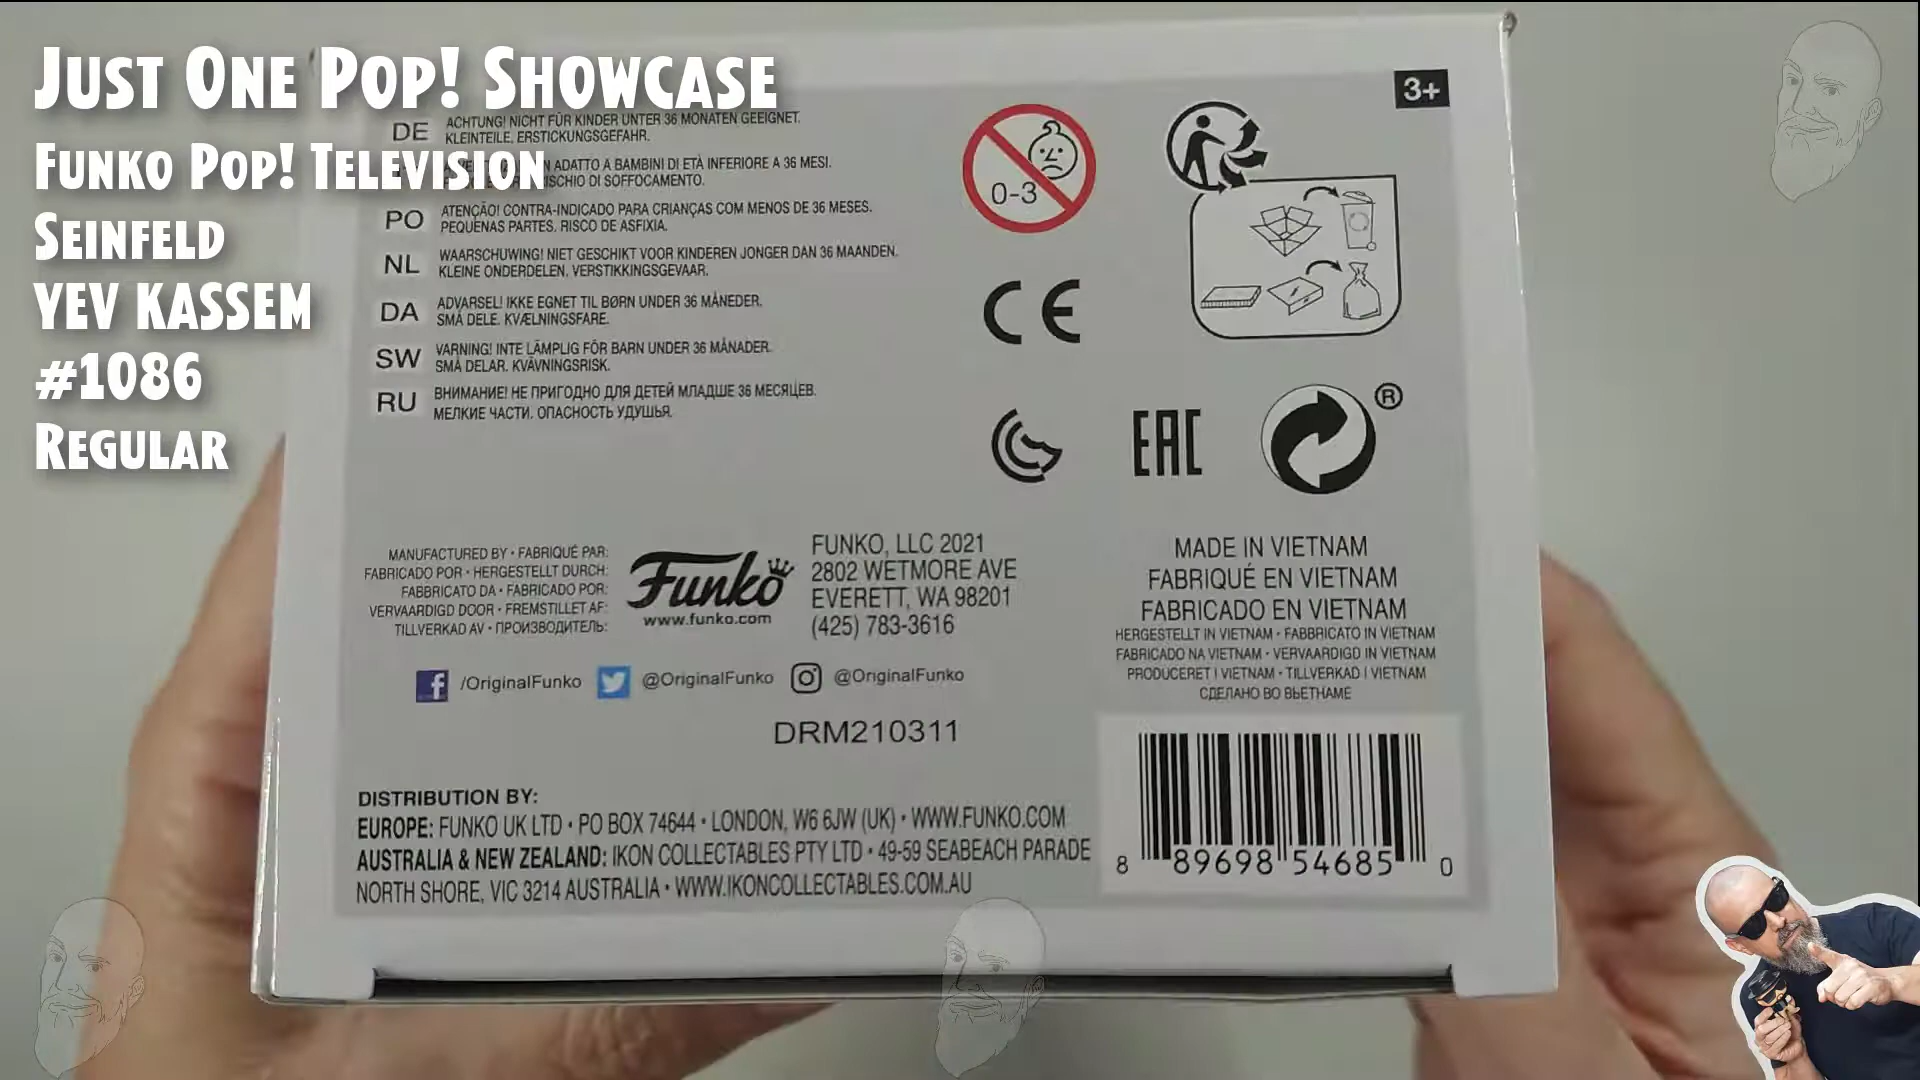 Just One Pop! Showcase
Funko Pop! Television
Seinfeld
YEV KASSEM
#1086
Regular
3+
DE ACHTUNG! NICHT FÜR KINDER UNTER 36 MONATEN GEEIGNET.
KLEINTEILE. ERSTICKUNGSGEFAHR.
ADATTO A BAMBINI DI ETÀ INFERIORE A 36 MESI.
RISCHIO DI SOFFOCAMENTO.
PO ATENÇÃO! CONTRA-INDICADO PARA CRIANÇAS COM MENOS DE 36 MESES.
PEQUENAS PARTES. RISCO DE ASFIXIA.
NL WAARSCHUWING! NIET GESCHIKT VOOR KINDEREN JONGER DAN 36 MAANDEN.
KLEINE ONDERDELEN. VERSTIKKINGSGEVAAR.
DA ADVARSEL! IKKE EGNET TIL BØRN UNDER 36 MÅNEDER.
SMÅ DELE. KVÆLNINGSFARE.
SW VARNING! INTE LÄMPLIG FÖR BARN UNDER 36 MÅNADER.
SMÅ DELAR. KVÄVNINGSRISK.
RU ВНИМАНИЕ! НЕ ПРИГОДНО ДЛЯ ДЕТЕЙ МЛАДШЕ 36 МЕСЯЦЕВ.
МЕЛКИЕ ЧАСТИ. ОПАСНОСТЬ УДУШЬЯ.
0-3
CE
EAC
®
MANUFACTURED BY • FABRIQUÉ PAR:
FABRICADO POR • HERGESTELLT DURCH:
FABBRICATO DA • FABRICADO POR:
VERVAARDIGD DOOR • FREMSTILLET AF:
TILLVERKAD AV • ПРОИЗВОДИТЕЛЬ:
Funko
www.funko.com
FUNKO, LLC 2021
2802 WETMORE AVE
EVERETT, WA 98201
(425) 783-3616
MADE IN VIETNAM
FABRIQUÉ EN VIETNAM
FABRICADO EN VIETNAM
HERGESTELLT IN VIETNAM • FABBRICATO IN VIETNAM
FABRICADO NA VIETNAM • VERVAARDIGD IN VIETNAM
PRODUCERET I VIETNAM • TILLVERKAD I VIETNAM
СДЕЛАНО ВО ВЬЕТНАМЕ
/OriginalFunko @OriginalFunko @OriginalFunko
DRM210311
DISTRIBUTION BY:
EUROPE: FUNKO UK LTD • PO BOX 74644 • LONDON, W6 6JW (UK) • WWW.FUNKO.COM
AUSTRALIA & NEW ZEALAND: IKON COLLECTABLES PTY LTD • 49-59 SEABEACH PARADE
NORTH SHORE, VIC 3214 AUSTRALIA • WWW.IKONCOLLECTABLES.COM.AU
8 89698 54685 0